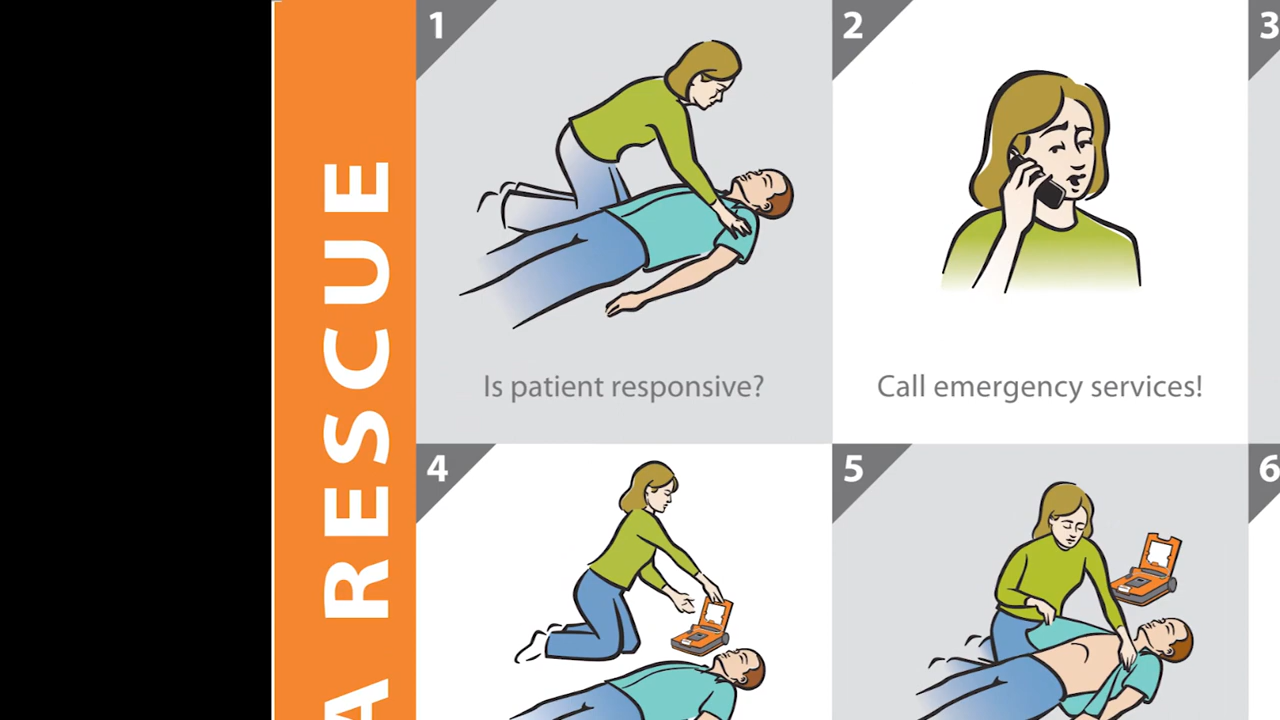 A RESCUE
1
2
3
Is patient responsive?
Call emergency services!
4
5
6